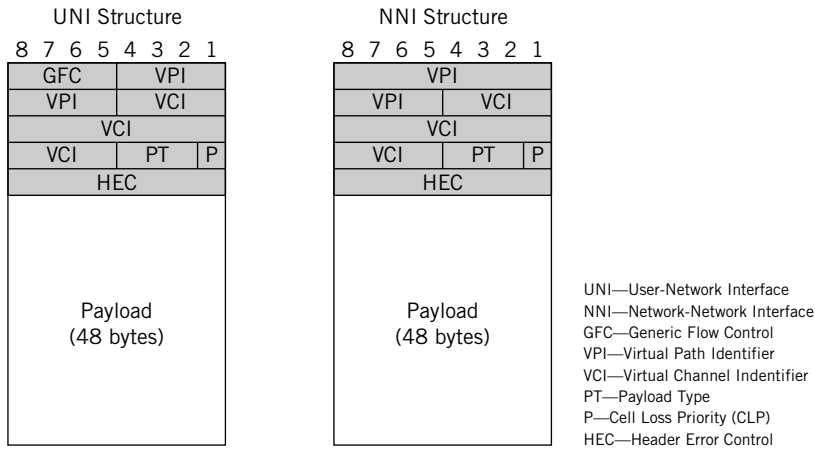 UNI Structure
8 7 6 5 4 3 2 1
GFC VPI
VPI VCI
VCI
VCI PT P
HEC
Payload
(48 bytes)
NNI Structure
8 7 6 5 4 3 2 1
VPI
VPI VCI
VCI
VCI PT P
HEC
Payload
(48 bytes)
UNI—User-Network Interface
NNI—Network-Network Interface
GFC—Generic Flow Control
VPI—Virtual Path Identifier
VCI—Virtual Channel Indentifier
PT—Payload Type
P—Cell Loss Priority (CLP)
HEC—Header Error Control